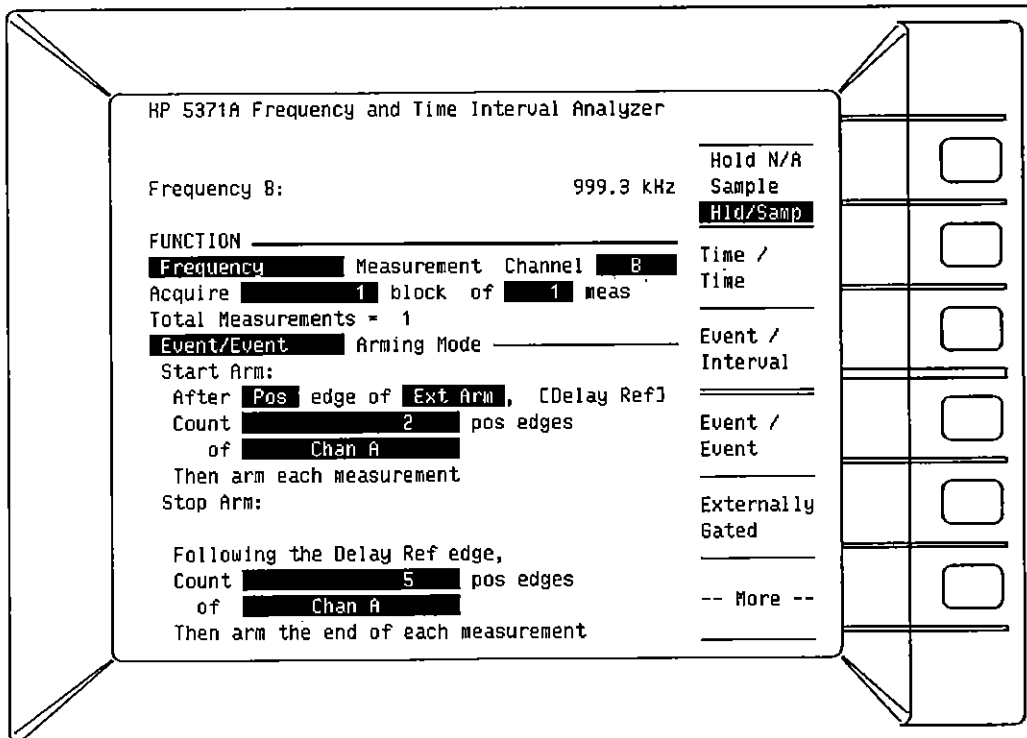 HP 5371A Frequency and Time Interval Analyzer
Frequency B: 999.3 kHz
FUNCTION
Frequency Measurement Channel B
Acquire 1 block of 1 meas
Total Measurements = 1
Event/Event Arming Mode
Start Arm:
After Pos edge of Ext Arm, [Delay Ref]
Count 2 pos edges
of Chan A
Then arm each measurement
Stop Arm:
Following the Delay Ref edge,
Count 5 pos edges
of Chan A
Then arm the end of each measurement
Hold N/A
Sample
Hld/Samp
Time /
Time
Event /
Interval
Event /
Event
Externally
Gated
-- More --